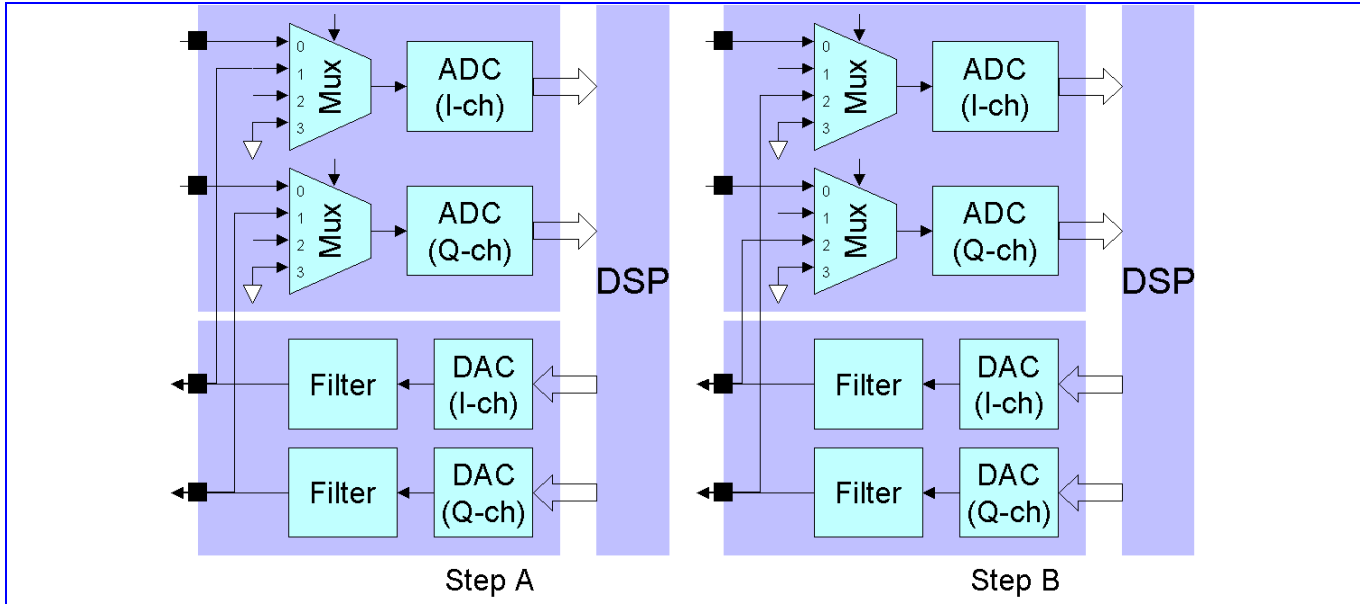 0
1
2
3
Mux
ADC
(I-ch)
0
1
2
3
Mux
ADC
(Q-ch)
DSP
Filter
DAC
(I-ch)
Filter
DAC
(Q-ch)
Step A
0
1
2
3
Mux
ADC
(I-ch)
0
1
2
3
Mux
ADC
(Q-ch)
DSP
Filter
DAC
(I-ch)
Filter
DAC
(Q-ch)
Step B